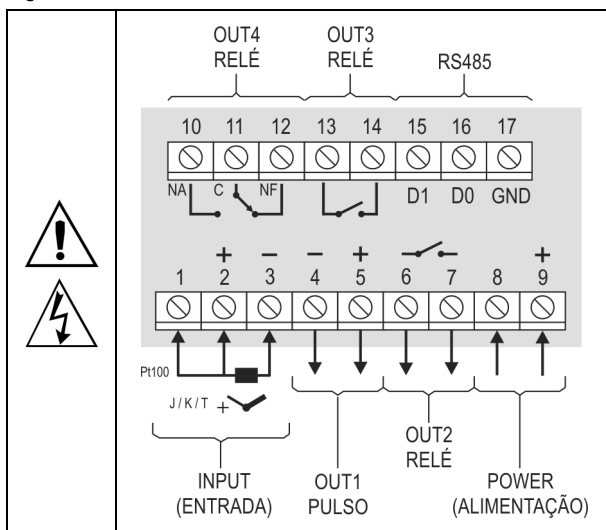 OUT4
RELÉ
OUT3
RELÉ
RS485
10 11 12 13 14 15 16 17
NA C NF D1 D0 GND
+ − − + +
1 2 3 4 5 6 7 8 9
Pt100
J / K / T +
INPUT
(ENTRADA)
OUT1
PULSO
OUT2
RELÉ
POWER
(ALIMENTAÇÃO)